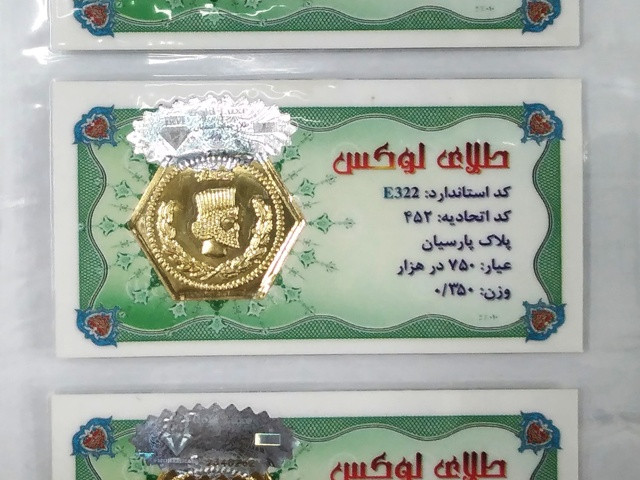 طلای لوکس
کد استاندارد: E322
کد اتحادیه: ۴۵۲
پلاک پارسیان
عیار: ۷۵۰ در هزار
وزن: ۰/۳۵۰
طلای لوکس